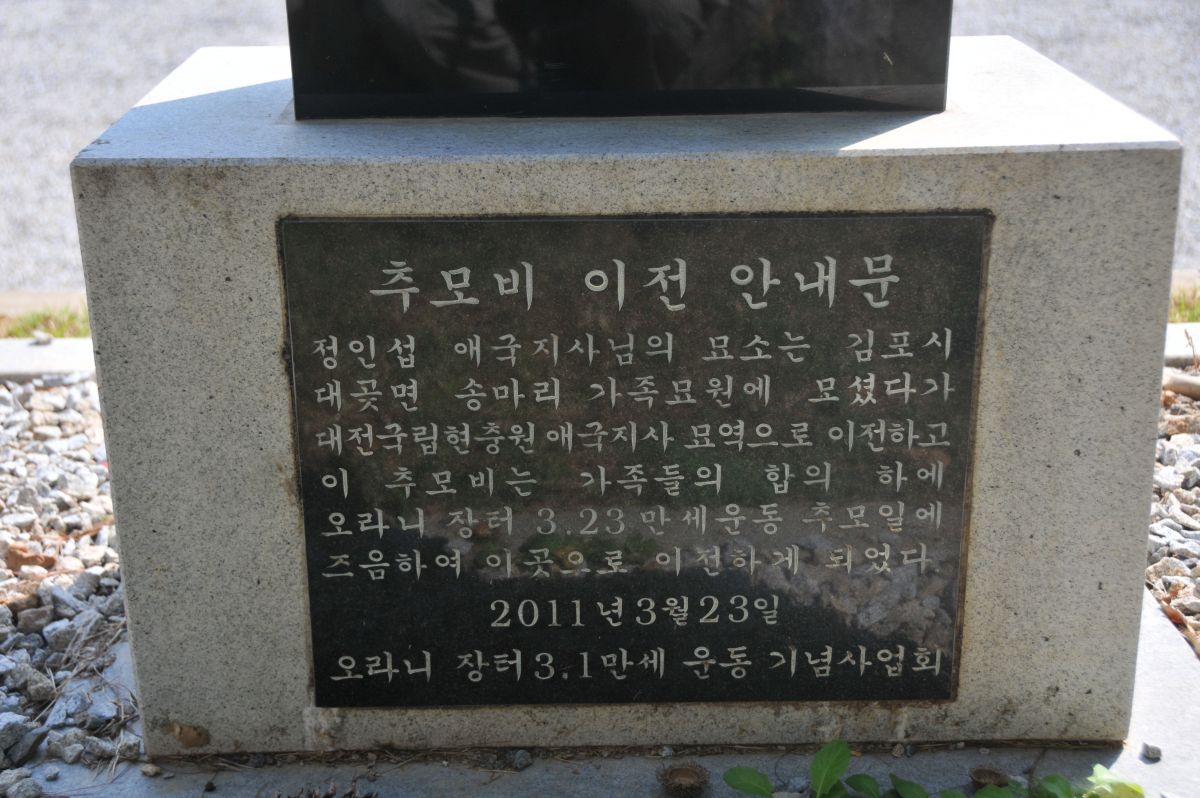 추모비 이전 안내문
정인섭 애국지사님의 묘소는 김포시
대곶면 송마리 가족묘원에 모셨다가
대전국립현충원 애국지사 묘역으로 이전하고
이 추모비는 가족들의 합의 하에
오라니 장터 3.23 만세운동 추모일에
즈음하여 이곳으로 이전하게 되었다.
2011년 3월 23일
오라니 장터 3.1만세 운동 기념사업회